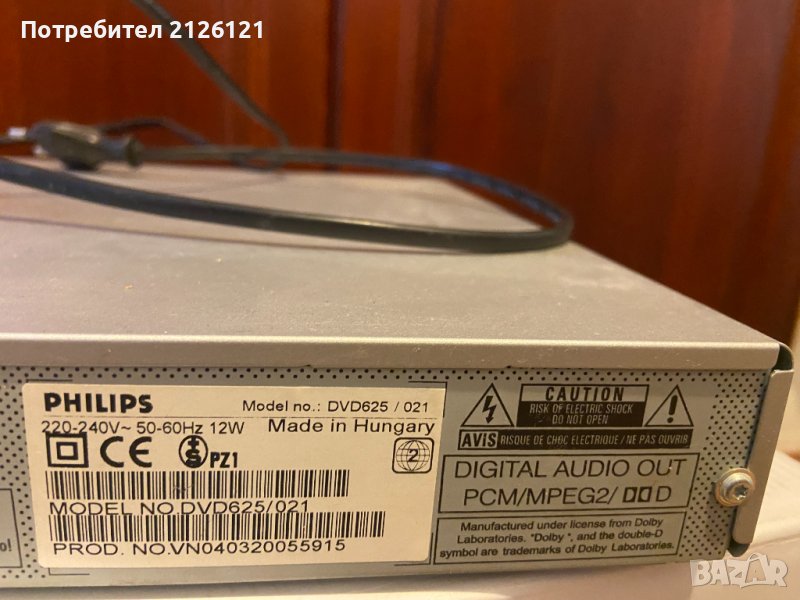 Потребител 2126121
PHILIPS
Model no.: DVD625 / 021
220-240V~ 50-60Hz 12W
Made in Hungary
CE
S
PZ1
2
MODEL NO.DVD625/021
PROD. NO.VN040320055915
CAUTION
RISK OF ELECTRIC SHOCK
DO NOT OPEN
AVIS RISQUE DE CHOC ELECTRIQUE / NE PAS OUVRIR
DIGITAL AUDIO OUT
PCM/MPEG2/ D
Manufactured under license from Dolby
Laboratories. "Dolby", and the double-D
symbol are trademarks of Dolby Laboratories.
BAZAR